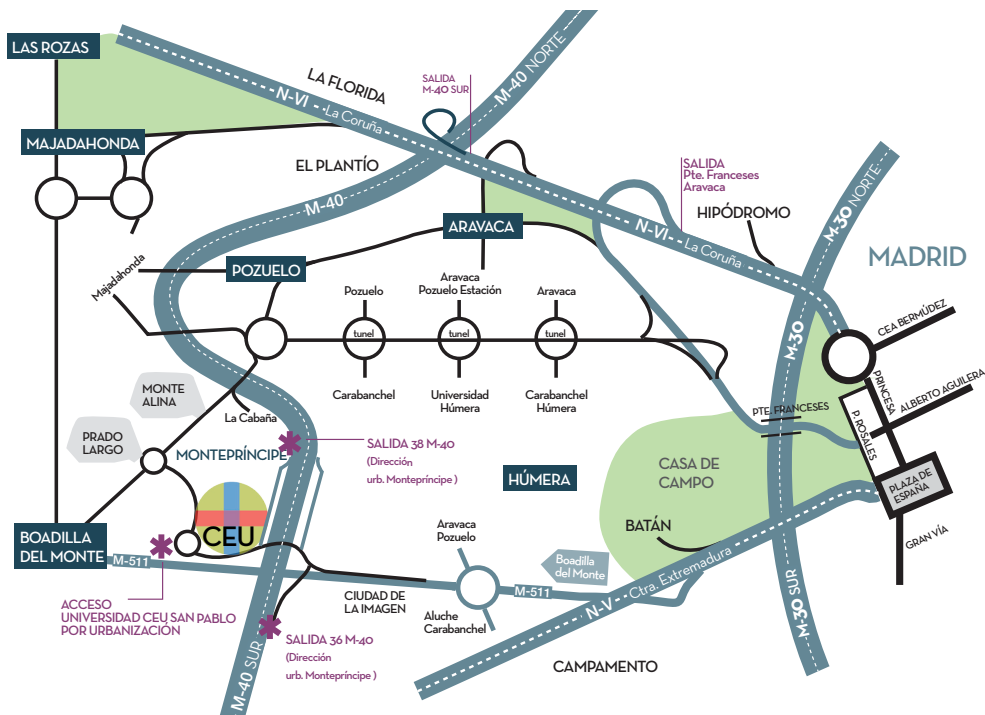 LAS ROZAS
LA FLORIDA
SALIDA
M-40 SUR
M-40 NORTE
N-VI
La Coruña
MAJADAHONDA
EL PLANTÍO
SALIDA
Pte. Franceses
Aravaca
M-40
HIPÓDROMO
M-30 NORTE
ARAVACA
N-VI
La Coruña
MADRID
Majadahonda
POZUELO
Aravaca
Pozuelo Estación
Pozuelo
Aravaca
tunel
tunel
tunel
M-30
CEA BERMÚDEZ
Carabanchel
Universidad
Húmera
Carabanchel
Húmera
PRINCESA
ALBERTO AGUILERA
MONTE
ALINA
La Cabaña
PTE. FRANCESES
P. ROSALES
PRADO
LARGO
MONTEPRÍNCIPE
SALIDA 38 M-40
(Dirección
urb. Montepríncipe )
HÚMERA
CASA DE
CAMPO
PLAZA DE
ESPAÑA
BATÁN
GRAN VÍA
CEU
BOADILLA
DEL MONTE
M-511
Aravaca
Pozuelo
Boadilla
del Monte
Ctra. Extremadura
N-V
M-511
CIUDAD DE
LA IMAGEN
ACCESO
UNIVERSIDAD CEU SAN PABLO
POR URBANIZACIÓN
Aluche
Carabanchel
M-30 SUR
SALIDA 36 M-40
(Dirección
urb. Montepríncipe )
M-40 SUR
CAMPAMENTO